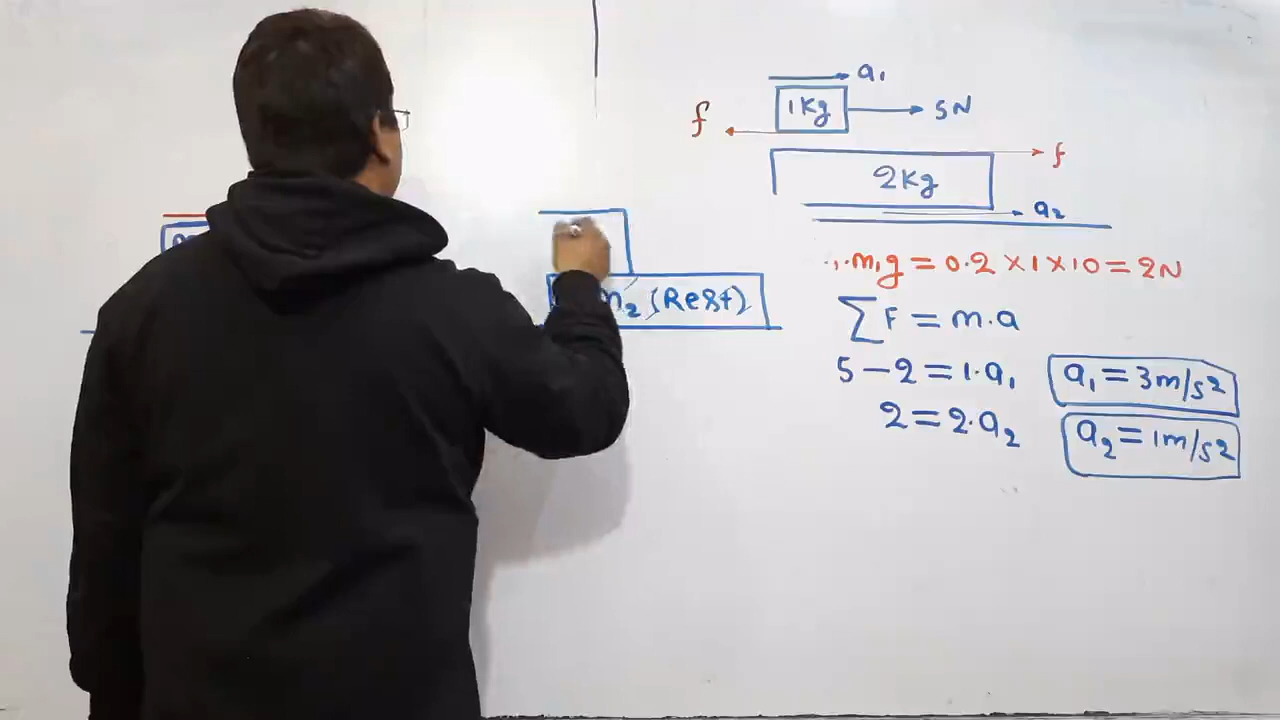 a₁
1Kg
5N
f
f
2Kg
a₂
m₁g = 0.2 × 1 × 10 = 2N
m₂ (Rest)
∑F = m.a
5 - 2 = 1.a₁
a₁ = 3m/s²
2 = 2.a₂
a₂ = 1m/s²